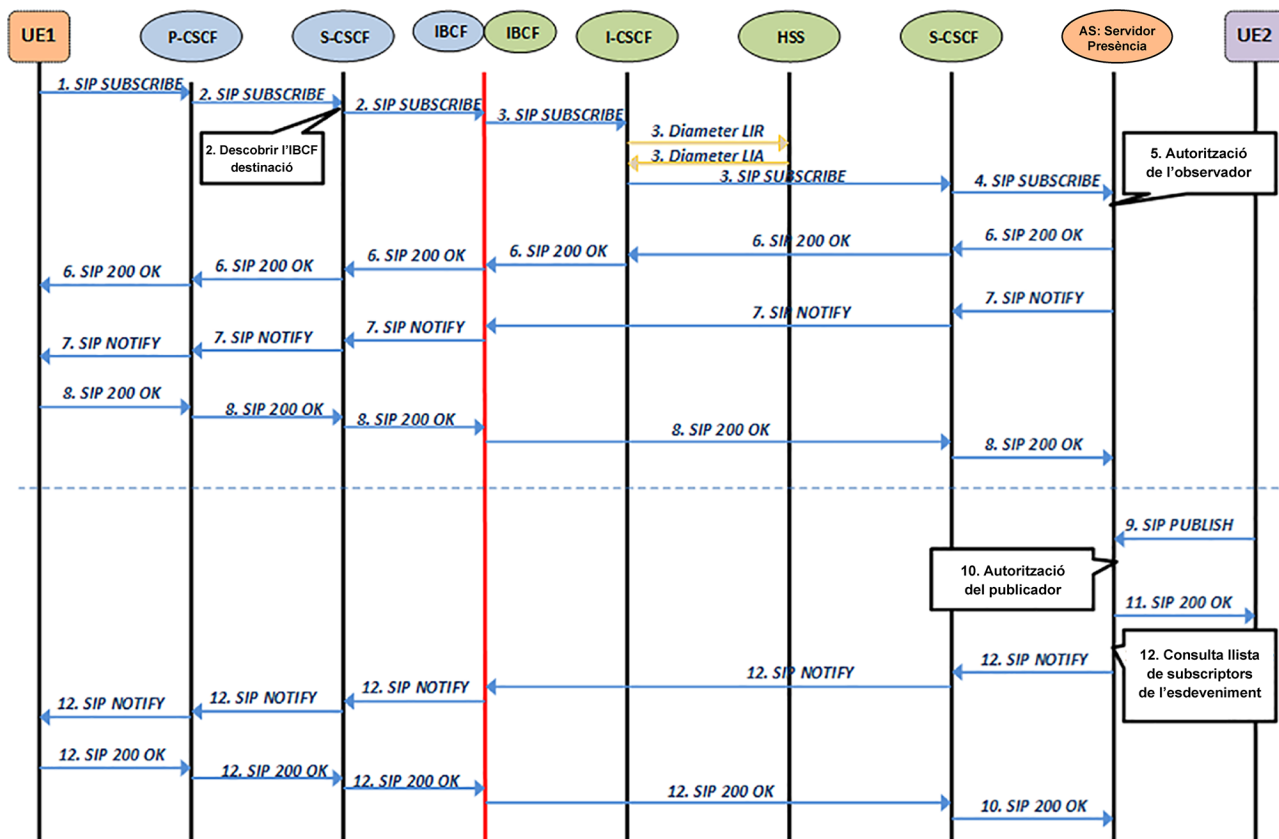 UE1
P-CSCF
S-CSCF
IBCF
IBCF
I-CSCF
HSS
S-CSCF
AS: Servidor
Presència
UE2
1. SIP SUBSCRIBE
2. SIP SUBSCRIBE
2. SIP SUBSCRIBE
3. SIP SUBSCRIBE
2. Descobrir l'IBCF
destinació
3. Diameter LIR
3. Diameter LIA
3. SIP SUBSCRIBE
4. SIP SUBSCRIBE
5. Autorització
de l'observador
6. SIP 200 OK
6. SIP 200 OK
6. SIP 200 OK
6. SIP 200 OK
6. SIP 200 OK
6. SIP 200 OK
7. SIP NOTIFY
7. SIP NOTIFY
7. SIP NOTIFY
7. SIP NOTIFY
7. SIP NOTIFY
8. SIP 200 OK
8. SIP 200 OK
8. SIP 200 OK
8. SIP 200 OK
8. SIP 200 OK
9. SIP PUBLISH
10. Autorització
del publicador
11. SIP 200 OK
12. Consulta llista
de subscriptors
de l'esdeveniment
12. SIP NOTIFY
12. SIP NOTIFY
12. SIP NOTIFY
12. SIP NOTIFY
12. SIP NOTIFY
12. SIP 200 OK
12. SIP 200 OK
12. SIP 200 OK
12. SIP 200 OK
10. SIP 200 OK